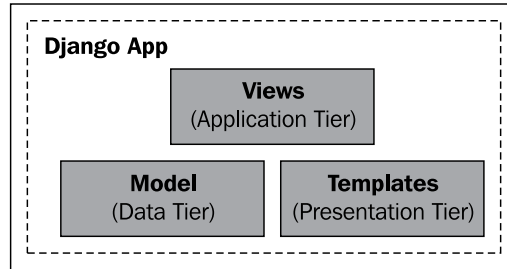 Django App
Views
(Application Tier)
Model
(Data Tier)
Templates
(Presentation Tier)